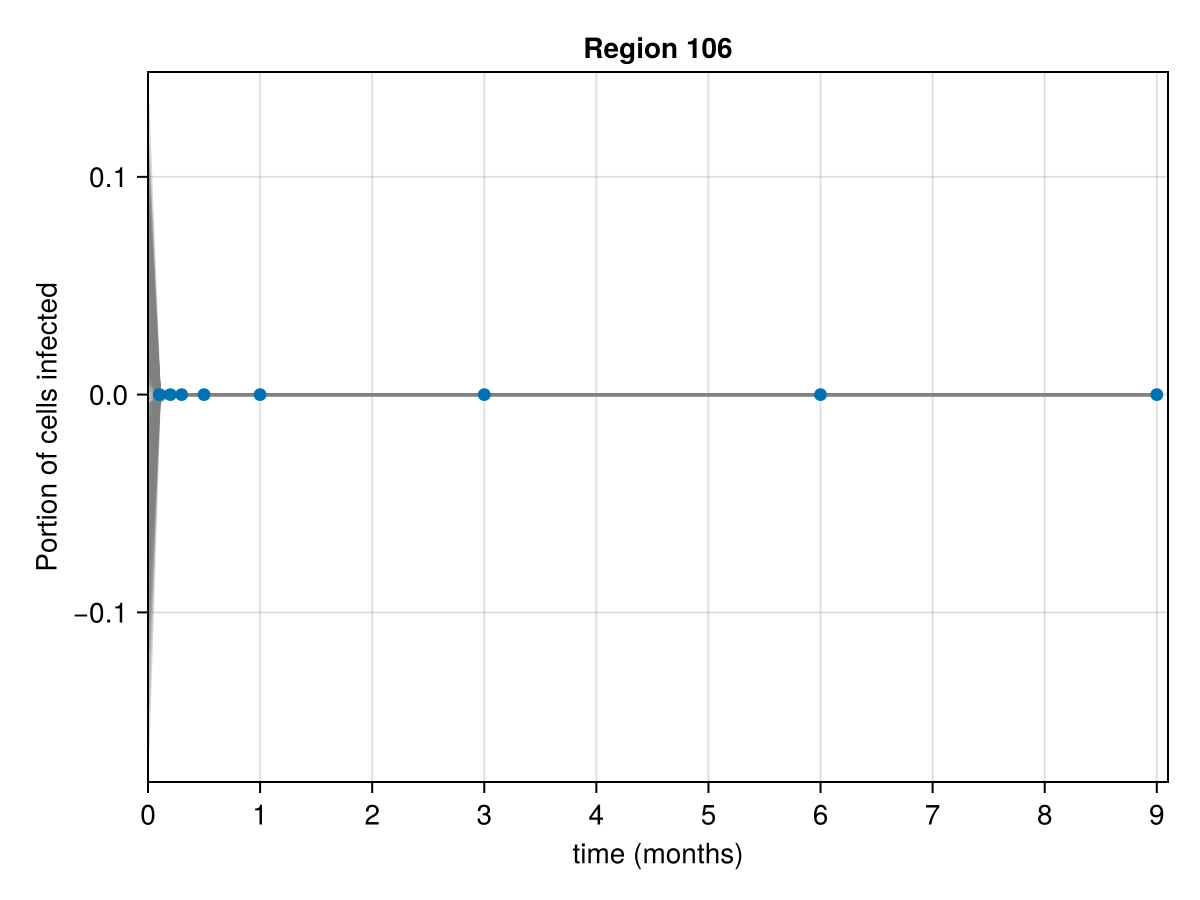 Region 106
Portion of cells infected
0.1
0.0
−0.1
0 1 2 3 4 5 6 7 8 9
time (months)